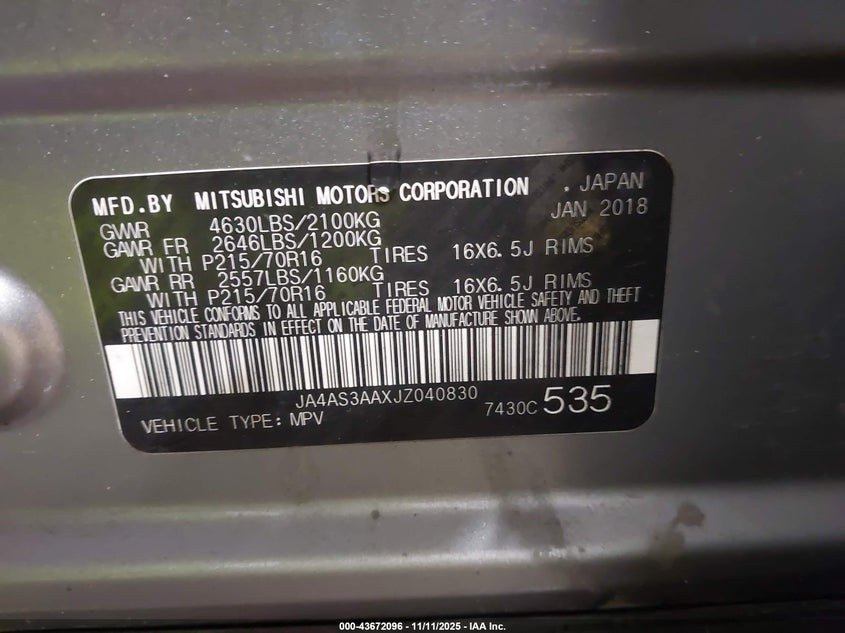 MFD.BY MITSUBISHI MOTORS CORPORATION . JAPAN
JAN 2018
GVWR 4630LBS/2100KG
GAWR FR 2646LBS/1200KG
WITH P215/70R16 TIRES 16X6.5J RIMS
GAWR RR 2557LBS/1160KG
WITH P215/70R16 TIRES 16X6.5J RIMS
THIS VEHICLE CONFORMS TO ALL APPLICABLE FEDERAL MOTOR VEHICLE SAFETY AND THEFT
PREVENTION STANDARDS IN EFFECT ON THE DATE OF MANUFACTURE SHOWN ABOVE.
JA4AS3AAXJZ040830
VEHICLE TYPE: MPV 7430C 535
000-43672096 - 11/11/2025 - IAA Inc.